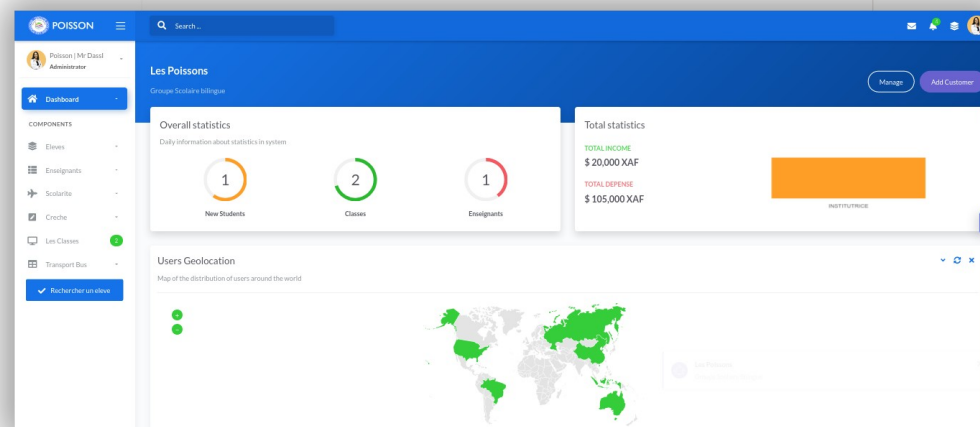 POISSON
Search...
Poisson | Mr Dassi
Administrator
Dashboard
COMPONENTS
Eleves
Enseignants
Scolarite
Creche
Les Classes
2
Transport Bus
Rechercher un eleve
Les Poissons
Groupe Scolaire bilingue
Manage
Add Customer
Overall statistics
Daily information about statistics in system
1
2
1
New Students
Classes
Enseignants
Total statistics
TOTAL INCOME
$ 20,000 XAF
TOTAL DEPENSE
$ 105,000 XAF
INSTITUTRICE
Users Geolocation
Map of the distribution of users around the world
+
-
Les Poissons